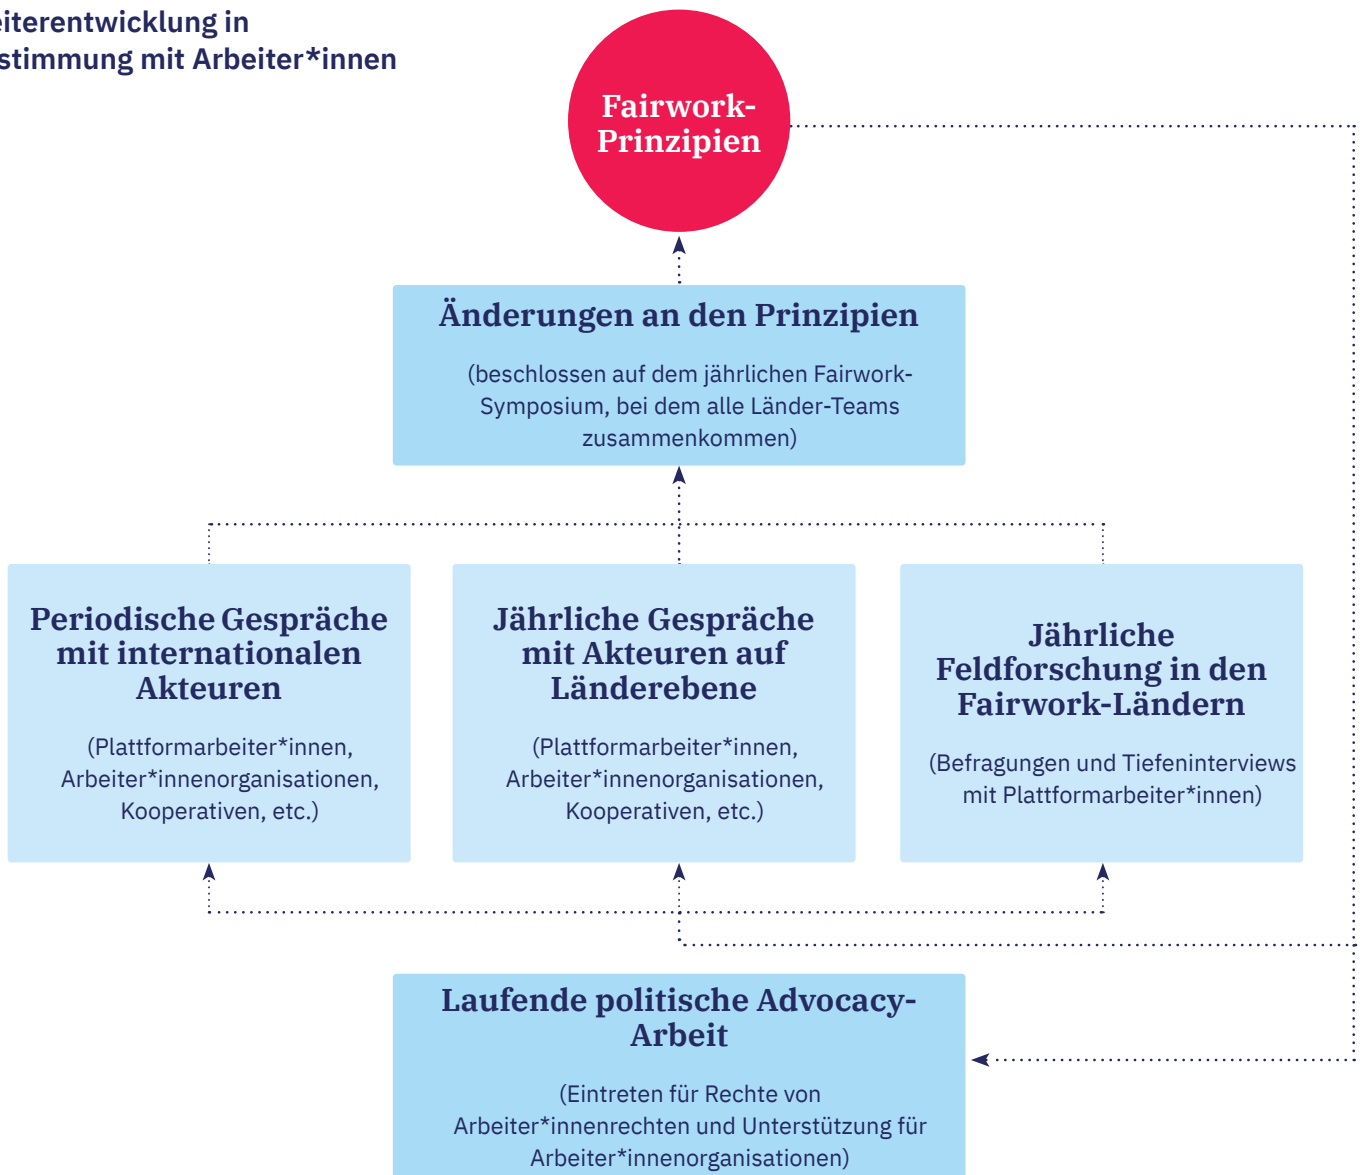 eiterentwicklung in
stimmung mit Arbeiter*innen
Fairwork-
Prinzipien
Änderungen an den Prinzipien
(beschlossen auf dem jährlichen Fairwork-
Symposium, bei dem alle Länder-Teams
zusammenkommen)
Periodische Gespräche
mit internationalen
Akteuren
(Plattformarbeiter*innen,
Arbeiter*innenorganisationen,
Kooperativen, etc.)
Jährliche Gespräche
mit Akteuren auf
Länderebene
(Plattformarbeiter*innen,
Arbeiter*innenorganisationen,
Kooperativen, etc.)
Jährliche
Feldforschung in den
Fairwork-Ländern
(Befragungen und Tiefeninterviews
mit Plattformarbeiter*innen)
Laufende politische Advocacy-
Arbeit
(Eintreten für Rechte von
Arbeiter*innenrechten und Unterstützung für
Arbeiter*innenorganisationen)